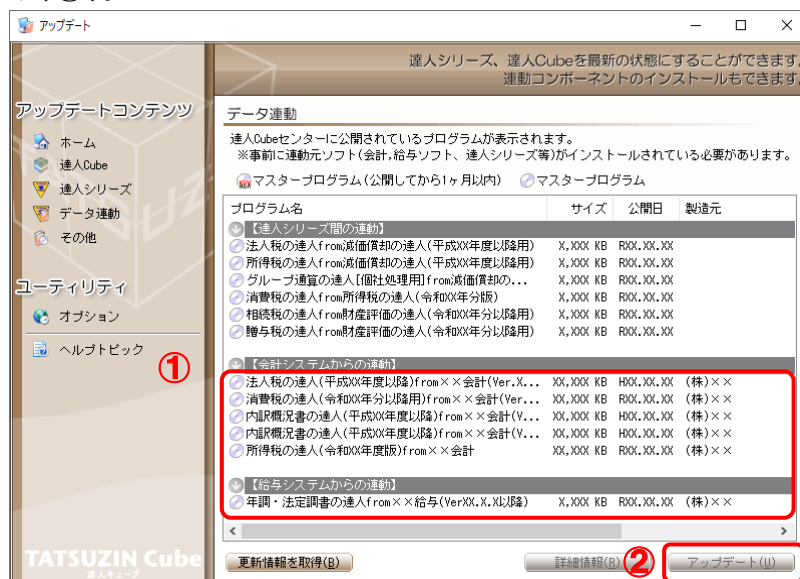 アップデート
達人シリーズ、達人Cubeを最新の状態にすることができます。
連動コンポーネントのインストールもできます
アップデートコンテンツ
ホーム
達人Cube
達人シリーズ
データ連動
その他
ユーティリティ
オプション
ヘルプトピック
①
TATSUZIN Cube
達人キューブ
データ連動
達人Cubeセンターに公開されているプログラムが表示されます。
※事前に連動元ソフト(会計,給与ソフト、達人シリーズ等)がインストールされている必要があります。
マスタープログラム(公開してから1ヶ月以内) マスタープログラム
プログラム名 サイズ 公開日 製造元
【達人シリーズ間の連動】
法人税の達人from減価償却の達人(平成XX年度以降用) X,XXX KB RXX.XX.XX
所得税の達人from減価償却の達人(平成XX年度以降用) X,XXX KB RXX.XX.XX
グループ通算の達人[個社処理用]from減価償却の... X,XXX KB RXX.XX.XX
消費税の達人from所得税の達人(令和XX年分版) X,XXX KB RXX.XX.XX
相続税の達人from財産評価の達人(令和XX年分以降用) X,XXX KB RXX.XX.XX
贈与税の達人from財産評価の達人(令和XX年分以降用) X,XXX KB RXX.XX.XX
【会計システムからの連動】
法人税の達人(平成XX年度以降)from××会計(Ver.X... XX,XXX KB HXX.XX.XX (株)××
消費税の達人(令和XX年分以降用)from××会計(Ver... XX,XXX KB RXX.XX.XX (株)××
内訳概況書の達人(平成XX年度以降)from××会計(V... XX,XXX KB HXX.XX.XX (株)××
内訳概況書の達人(平成XX年度以降)from××会計(V... XX,XXX KB RXX.XX.XX (株)××
所得税の達人(令和XX年度版)from××会計 XX,XXX KB RXX.XX.XX (株)××
【給与システムからの連動】
年調・法定調書の達人from××給与(VerXX.X.X以降) X,XXX KB RXX.XX.XX (株)××
更新情報を取得(B) 詳細情報(R) ② アップデート(U)